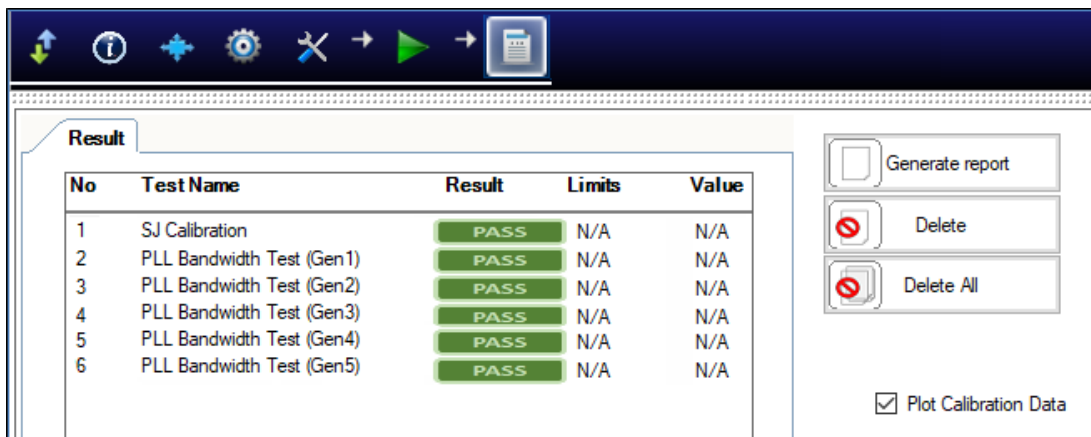 Result
No Test Name Result Limits Value
1 SJ Calibration PASS N/A N/A
2 PLL Bandwidth Test (Gen1) PASS N/A N/A
3 PLL Bandwidth Test (Gen2) PASS N/A N/A
4 PLL Bandwidth Test (Gen3) PASS N/A N/A
5 PLL Bandwidth Test (Gen4) PASS N/A N/A
6 PLL Bandwidth Test (Gen5) PASS N/A N/A
Generate report
Delete
Delete All
Plot Calibration Data